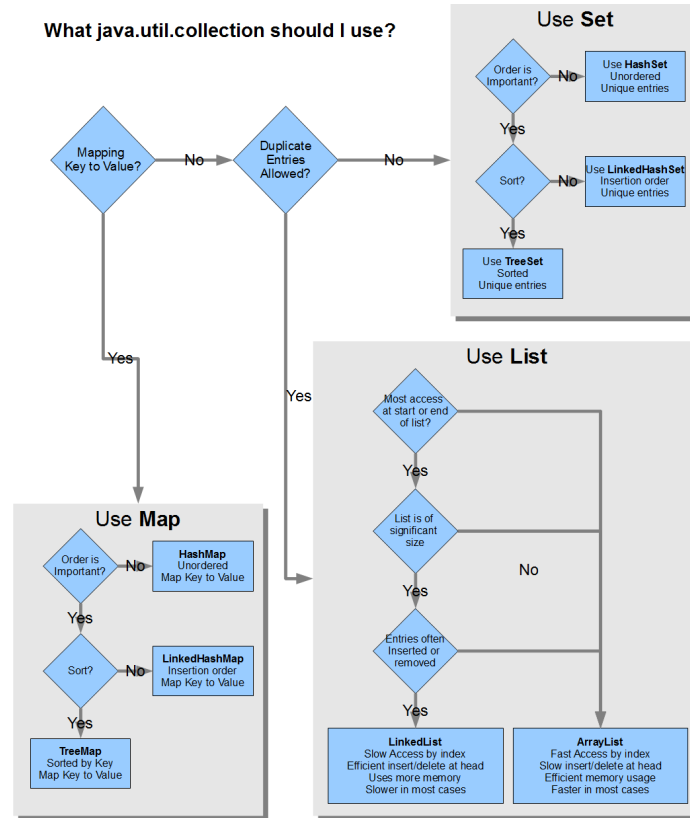 What java.util.collection should I use?
Mapping
Key to Value?
No
Duplicate
Entries
Allowed?
No
Yes
Yes
Use Set
Order is
Important?
No
Use HashSet
Unordered
Unique entries
Yes
Sort?
No
Use LinkedHashSet
Insertion order
Unique entries
Yes
Use TreeSet
Sorted
Unique entries
Use List
Most access
at start or end
of list?
Yes
List is of
significant
size
No
Yes
Entries often
Inserted or
removed
Yes
LinkedList
Slow Access by index
Efficient insert/delete at head
Uses more memory
Slower in most cases
ArrayList
Fast Access by index
Slow insert/delete at head
Efficient memory usage
Faster in most cases
Use Map
Order is
Important?
No
HashMap
Unordered
Map Key to Value
Yes
Sort?
No
LinkedHashMap
Insertion order
Map Key to Value
Yes
TreeMap
Sorted by Key
Map Key to Value